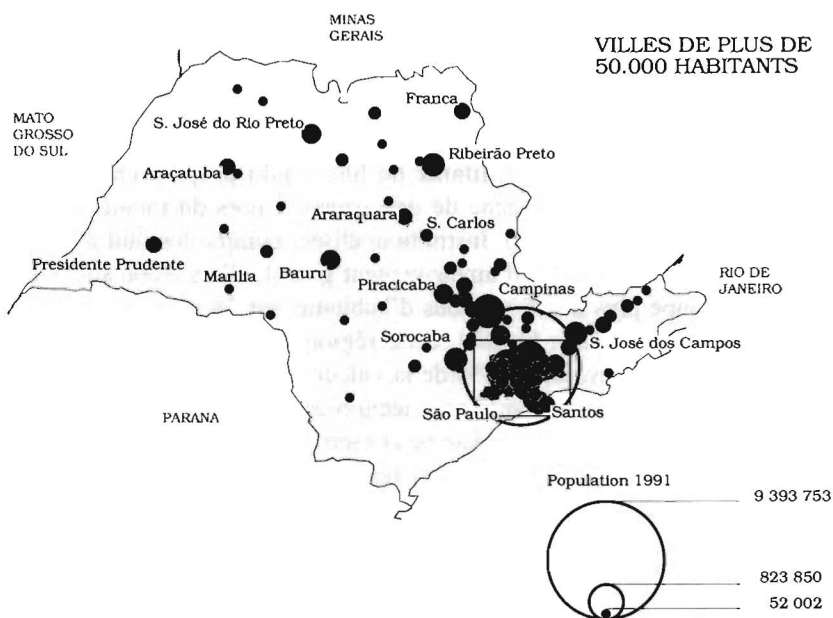 MINAS
GERAIS
VILLES DE PLUS DE
50.000 HABITANTS
MATO
GROSSO
DO SUL
Franca
S. José do Rio Preto
Ribeirão Preto
Araçatuba
Araraquara
S. Carlos
Presidente Prudente
Marilia
Bauru
Piracicaba
Campinas
RIO DE
JANEIRO
Sorocaba
S. José dos Campos
PARANA
São Paulo
Santos
Population 1991
9 393 753
823 850
52 002